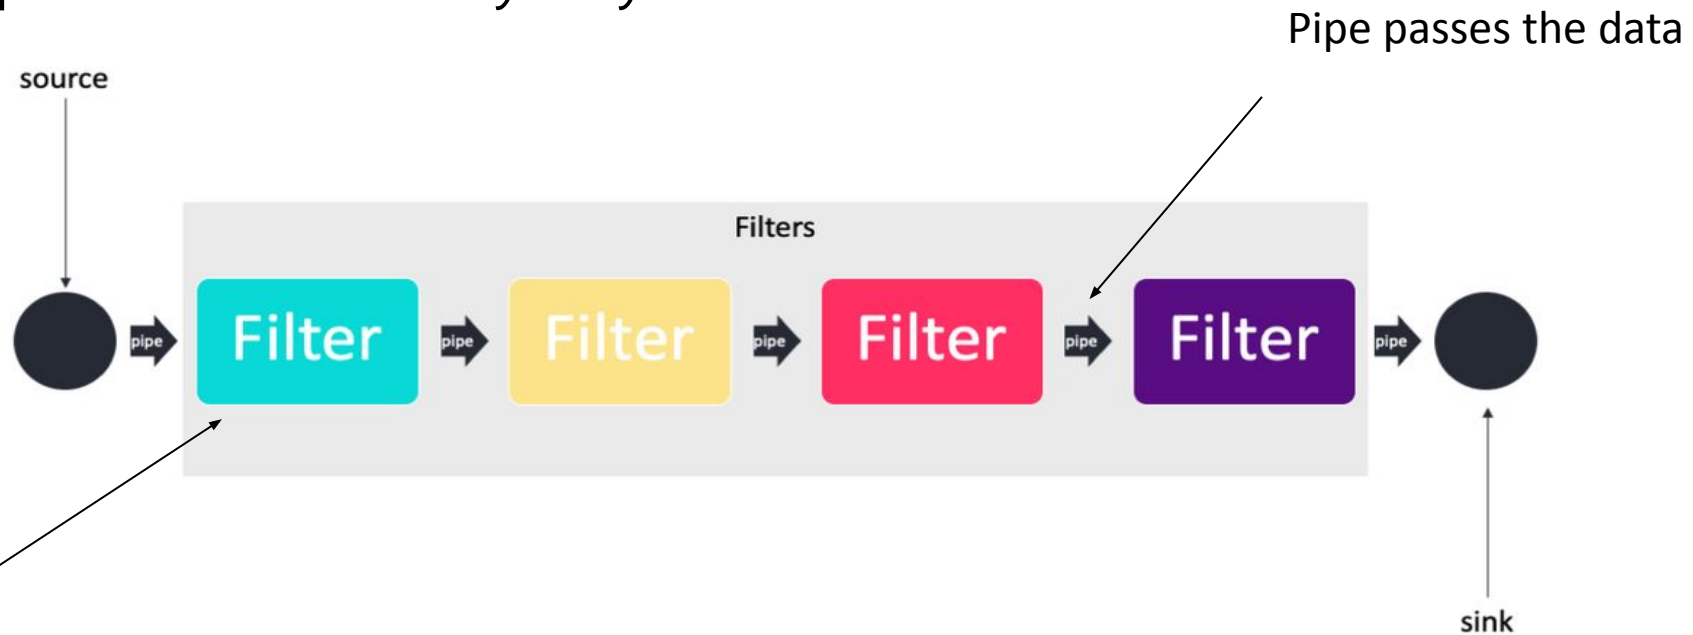 Pipe passes the data
source
Filters
pipe Filter pipe Filter pipe Filter pipe Filter pipe
sink